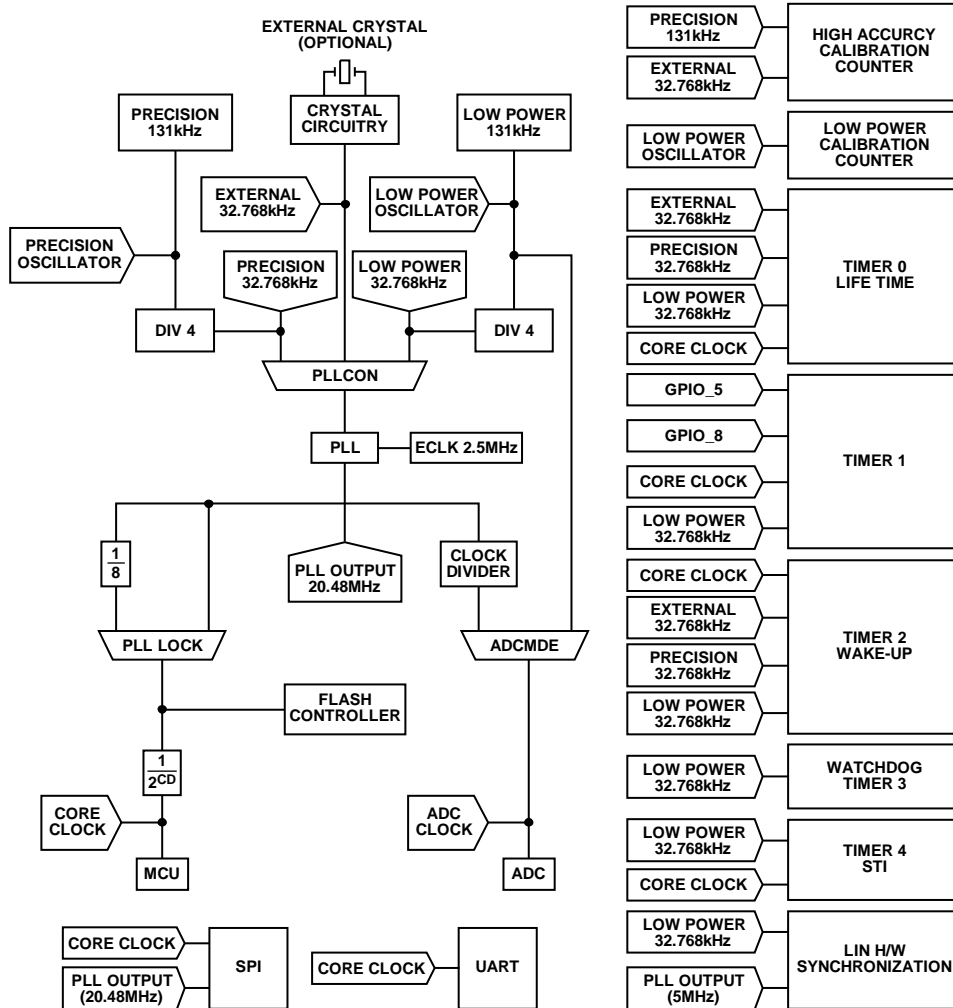 EXTERNAL CRYSTAL
(OPTIONAL)
CRYSTAL
CIRCUITRY
PRECISION
131kHz
LOW POWER
131kHz
EXTERNAL
32.768kHz
LOW POWER
OSCILLATOR
PRECISION
OSCILLATOR
PRECISION
32.768kHz
LOW POWER
32.768kHz
DIV 4
DIV 4
PLLCON
PLL
ECLK 2.5MHz
1
8
PLL OUTPUT
20.48MHz
CLOCK
DIVIDER
PLL LOCK
ADCMDE
FLASH
CONTROLLER
1
2CD
CORE
CLOCK
ADC
CLOCK
MCU
ADC
CORE CLOCK
PLL OUTPUT
(20.48MHz)
SPI
CORE CLOCK
UART
PRECISION
131kHz
EXTERNAL
32.768kHz
HIGH ACCURCY
CALIBRATION
COUNTER
LOW POWER
OSCILLATOR
LOW POWER
CALIBRATION
COUNTER
EXTERNAL
32.768kHz
PRECISION
32.768kHz
LOW POWER
32.768kHz
CORE CLOCK
TIMER 0
LIFE TIME
GPIO_5
GPIO_8
CORE CLOCK
LOW POWER
32.768kHz
TIMER 1
CORE CLOCK
EXTERNAL
32.768kHz
PRECISION
32.768kHz
LOW POWER
32.768kHz
TIMER 2
WAKE-UP
LOW POWER
32.768kHz
WATCHDOG
TIMER 3
LOW POWER
32.768kHz
CORE CLOCK
TIMER 4
STI
LOW POWER
32.768kHz
PLL OUTPUT
(5MHz)
LIN H/W
SYNCHRONIZATION